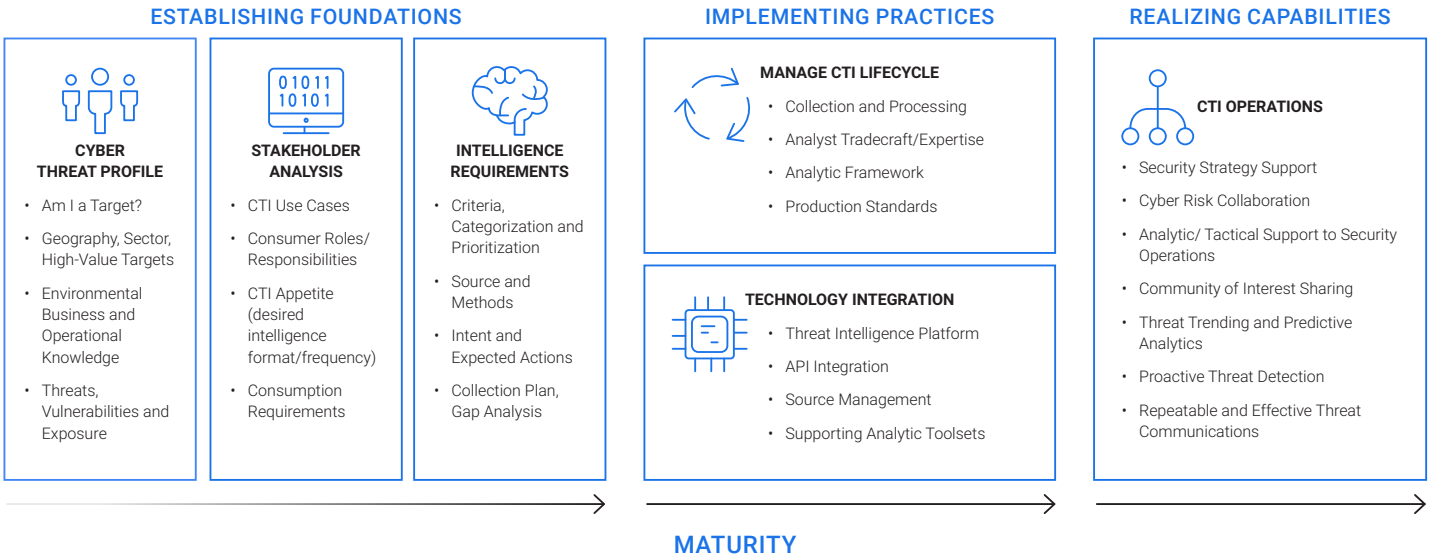 ESTABLISHING FOUNDATIONS
CYBER
THREAT PROFILE
• Am I a Target?
• Geography, Sector,
High-Value Targets
• Environmental
Business and
Operational
Knowledge
• Threats,
Vulnerabilities and
Exposure
01011
10101
STAKEHOLDER
ANALYSIS
• CTI Use Cases
• Consumer Roles/
Responsibilities
• CTI Appetite
(desired
intelligence
format/frequency)
• Consumption
Requirements
INTELLIGENCE
REQUIREMENTS
• Criteria,
Categorization and
Prioritization
• Source and
Methods
• Intent and
Expected Actions
• Collection Plan,
Gap Analysis
IMPLEMENTING PRACTICES
MANAGE CTI LIFECYCLE
• Collection and Processing
• Analyst Tradecraft/Expertise
• Analytic Framework
• Production Standards
TECHNOLOGY INTEGRATION
• Threat Intelligence Platform
• API Integration
• Source Management
• Supporting Analytic Toolsets
REALIZING CAPABILITIES
CTI OPERATIONS
• Security Strategy Support
• Cyber Risk Collaboration
• Analytic/ Tactical Support to Security
Operations
• Community of Interest Sharing
• Threat Trending and Predictive
Analytics
• Proactive Threat Detection
• Repeatable and Effective Threat
Communications
MATURITY